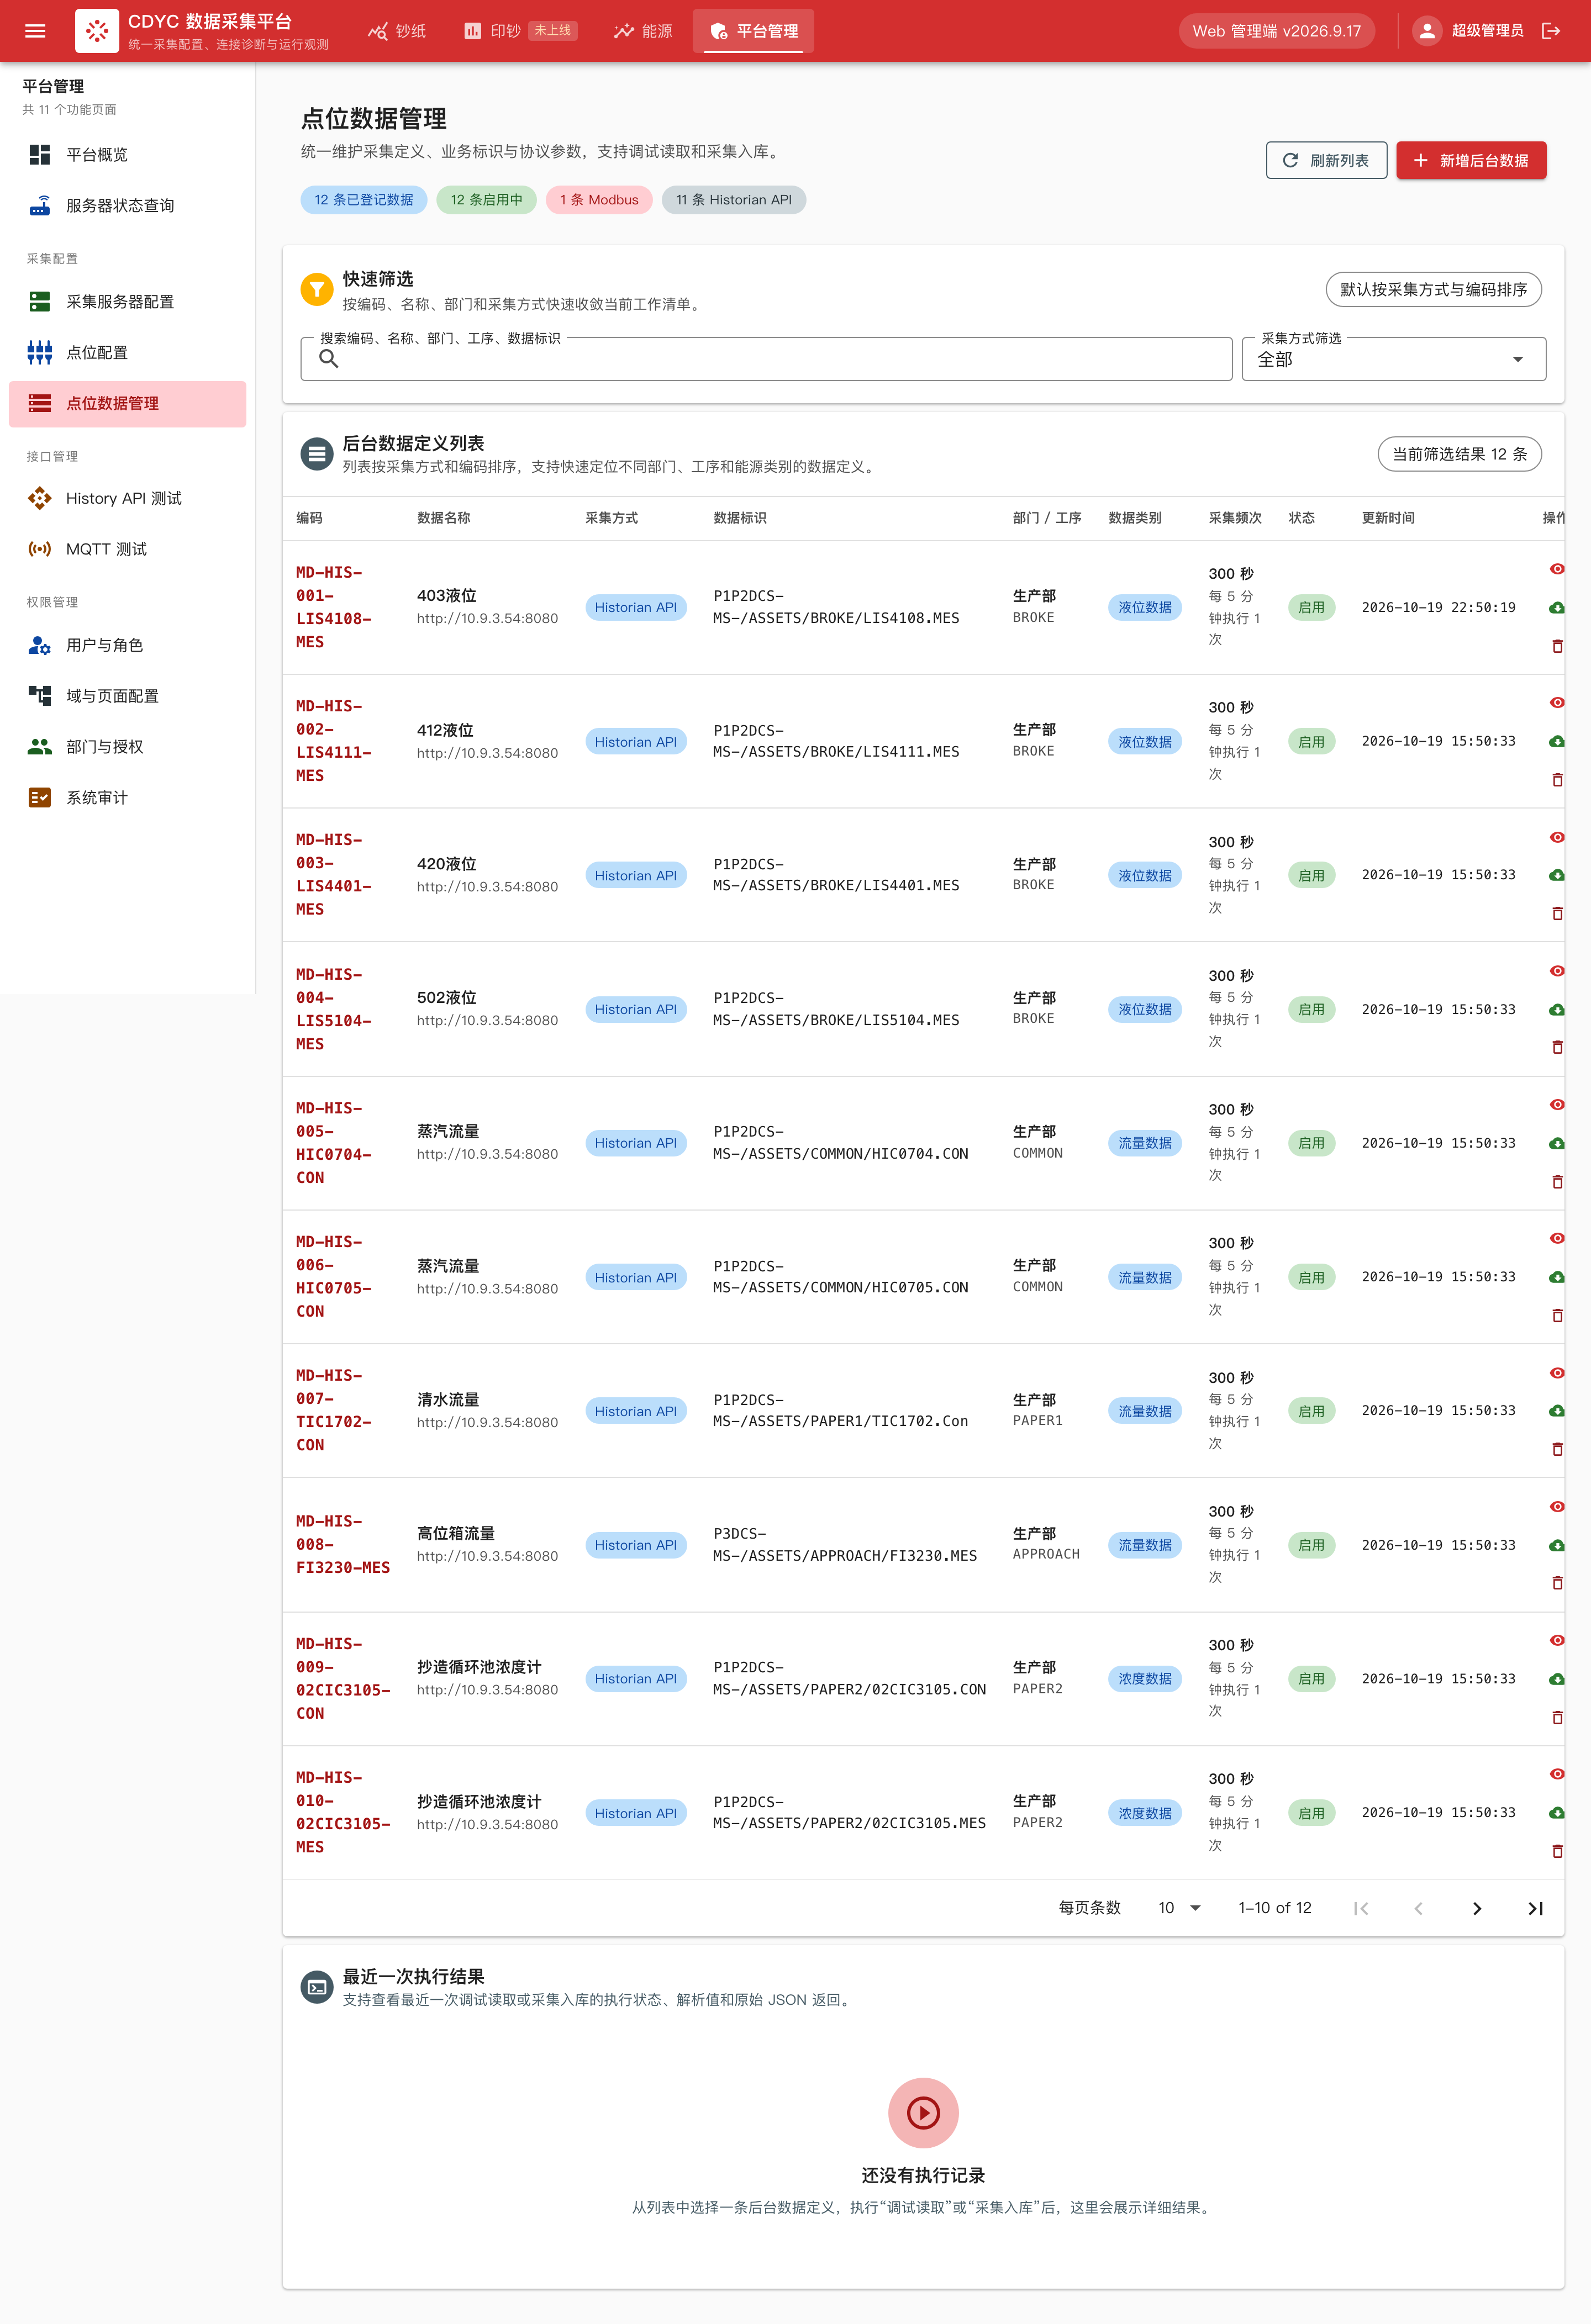 CDYC 数据采集平台
统一采集配置、连接诊断与运行观测
钞纸
印钞 未上线
能源
平台管理
Web 管理端 v2026.9.17
超级管理员
平台管理
共 11 个功能页面
平台概览
服务器状态查询
采集配置
采集服务器配置
点位配置
点位数据管理
接口管理
History API 测试
MQTT 测试
权限管理
用户与角色
域与页面配置
部门与授权
系统审计
点位数据管理
统一维护采集定义、业务标识与协议参数，支持调试读取和采集入库。
刷新列表
新增后台数据
12 条已登记数据
12 条启用中
1 条 Modbus
11 条 Historian API
快速筛选
按编码、名称、部门和采集方式快速收敛当前工作清单。
默认按采集方式与编码排序
搜索编码、名称、部门、工序、数据标识
采集方式筛选
全部
后台数据定义列表
列表按采集方式和编码排序，支持快速定位不同部门、工序和能源类别的数据定义。
当前筛选结果 12 条
编码 数据名称 采集方式 数据标识 部门 / 工序 数据类别 采集频次 状态 更新时间 操作
MD-HIS-
001-
LIS4108-
MES
403液位
http://10.9.3.54:8080
Historian API
P1P2DCS-
MS-/ASSETS/BROKE/LIS4108.MES
生产部
BROKE
液位数据
300 秒
每 5 分
钟执行 1
次
启用
2026-10-19 22:50:19
MD-HIS-
002-
LIS4111-
MES
412液位
http://10.9.3.54:8080
Historian API
P1P2DCS-
MS-/ASSETS/BROKE/LIS4111.MES
生产部
BROKE
液位数据
300 秒
每 5 分
钟执行 1
次
启用
2026-10-19 15:50:33
MD-HIS-
003-
LIS4401-
MES
420液位
http://10.9.3.54:8080
Historian API
P1P2DCS-
MS-/ASSETS/BROKE/LIS4401.MES
生产部
BROKE
液位数据
300 秒
每 5 分
钟执行 1
次
启用
2026-10-19 15:50:33
MD-HIS-
004-
LIS5104-
MES
502液位
http://10.9.3.54:8080
Historian API
P1P2DCS-
MS-/ASSETS/BROKE/LIS5104.MES
生产部
BROKE
液位数据
300 秒
每 5 分
钟执行 1
次
启用
2026-10-19 15:50:33
MD-HIS-
005-
HIC0704-
CON
蒸汽流量
http://10.9.3.54:8080
Historian API
P1P2DCS-
MS-/ASSETS/COMMON/HIC0704.CON
生产部
COMMON
流量数据
300 秒
每 5 分
钟执行 1
次
启用
2026-10-19 15:50:33
MD-HIS-
006-
HIC0705-
CON
蒸汽流量
http://10.9.3.54:8080
Historian API
P1P2DCS-
MS-/ASSETS/COMMON/HIC0705.CON
生产部
COMMON
流量数据
300 秒
每 5 分
钟执行 1
次
启用
2026-10-19 15:50:33
MD-HIS-
007-
TIC1702-
CON
清水流量
http://10.9.3.54:8080
Historian API
P1P2DCS-
MS-/ASSETS/PAPER1/TIC1702.Con
生产部
PAPER1
流量数据
300 秒
每 5 分
钟执行 1
次
启用
2026-10-19 15:50:33
MD-HIS-
008-
FI3230-MES
高位箱流量
http://10.9.3.54:8080
Historian API
P3DCS-
MS-/ASSETS/APPROACH/FI3230.MES
生产部
APPROACH
流量数据
300 秒
每 5 分
钟执行 1
次
启用
2026-10-19 15:50:33
MD-HIS-
009-
02CIC3105-
CON
抄造循环池浓度计
http://10.9.3.54:8080
Historian API
P1P2DCS-
MS-/ASSETS/PAPER2/02CIC3105.CON
生产部
PAPER2
浓度数据
300 秒
每 5 分
钟执行 1
次
启用
2026-10-19 15:50:33
MD-HIS-
010-
02CIC3105-
MES
抄造循环池浓度计
http://10.9.3.54:8080
Historian API
P1P2DCS-
MS-/ASSETS/PAPER2/02CIC3105.MES
生产部
PAPER2
浓度数据
300 秒
每 5 分
钟执行 1
次
启用
2026-10-19 15:50:33
每页条数 10 1–10 of 12
最近一次执行结果
支持查看最近一次调试读取或采集入库的执行状态、解析值和原始 JSON 返回。
还没有执行记录
从列表中选择一条后台数据定义，执行“调试读取”或“采集入库”后，这里会展示详细结果。